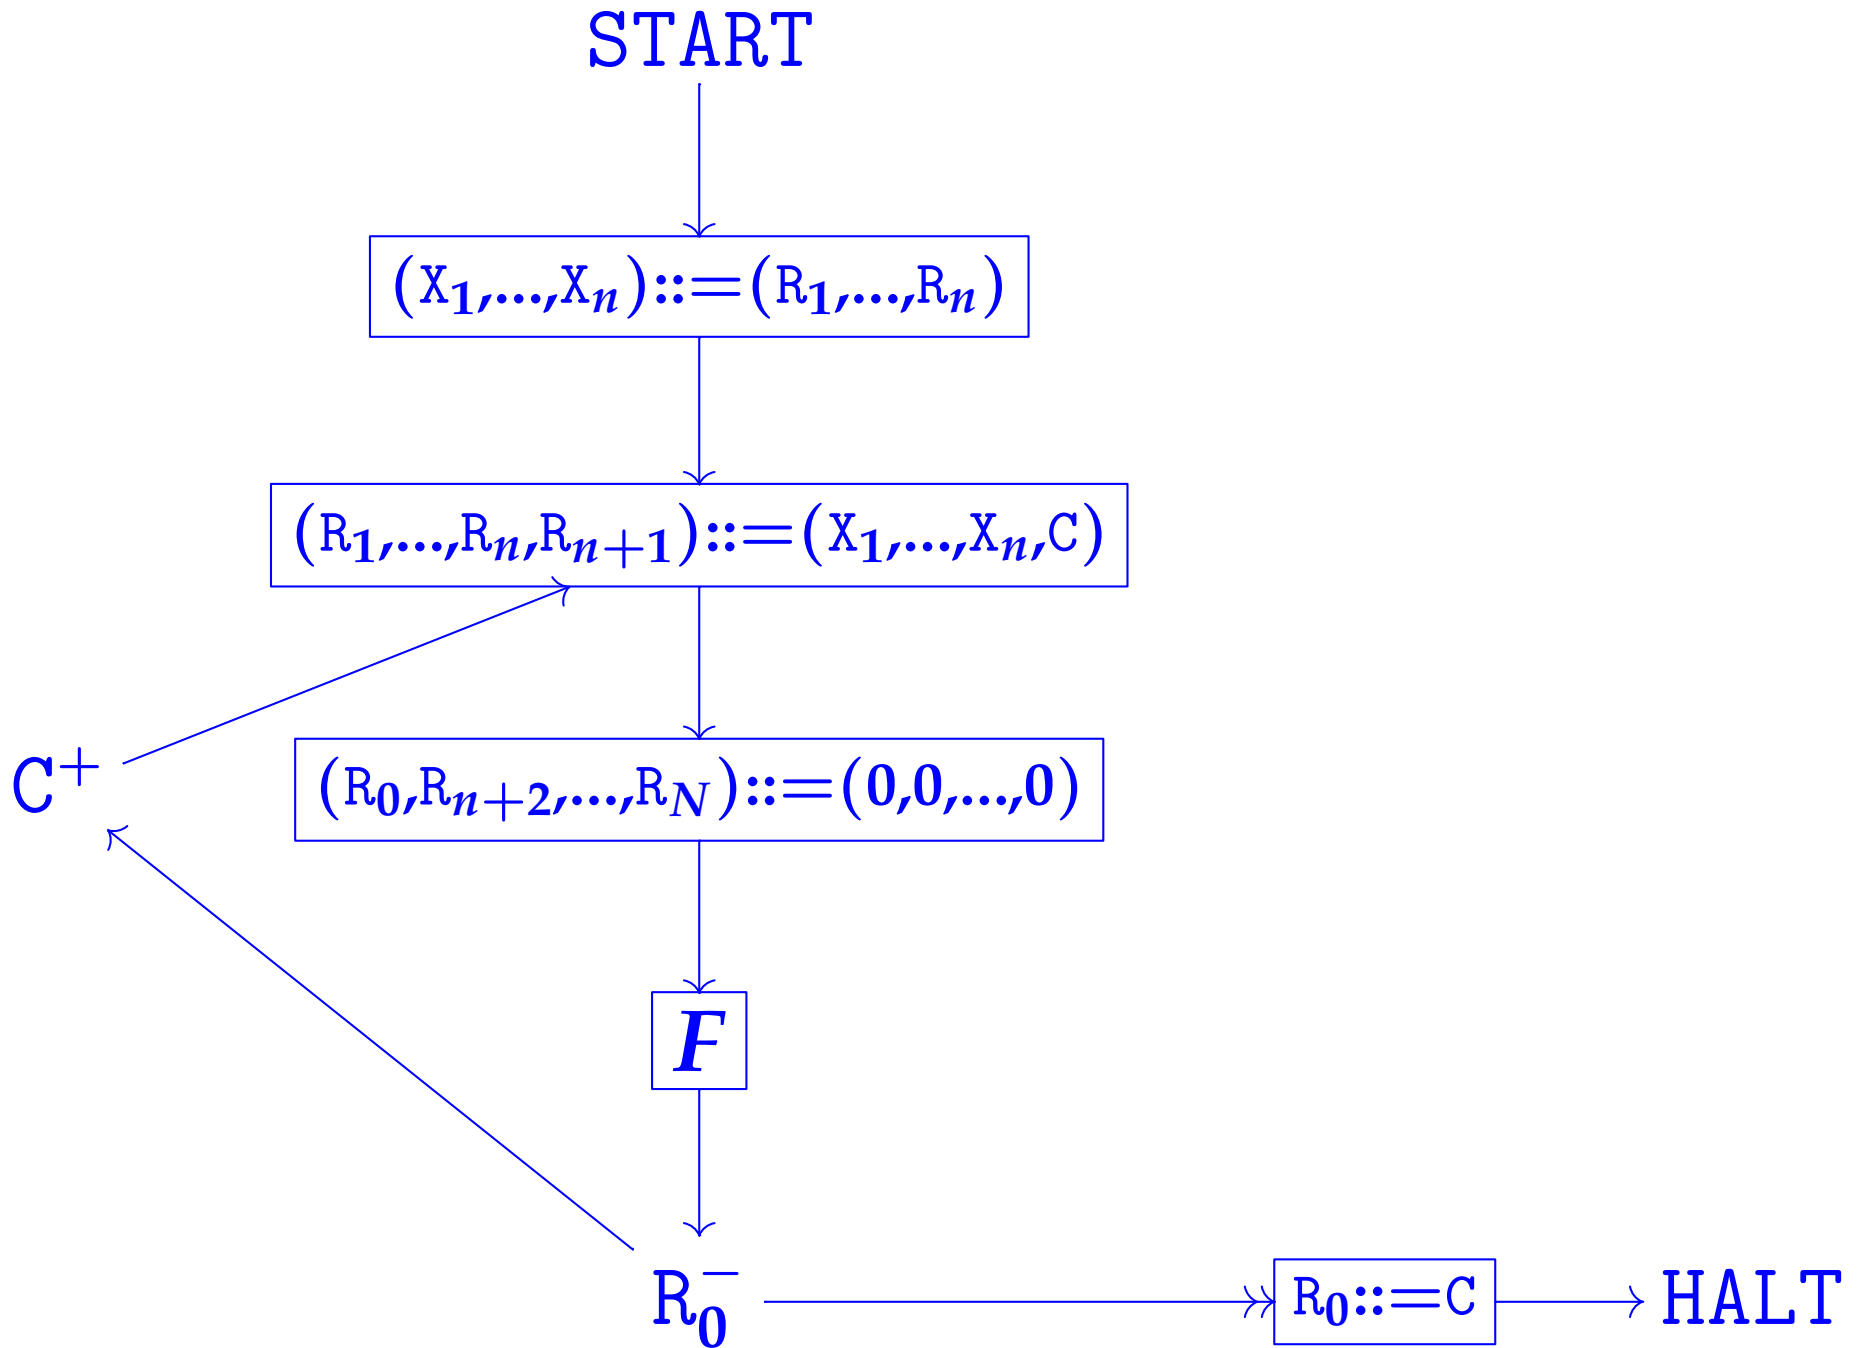 START
(X₁,…,Xₙ)::=(R₁,…,Rₙ)
(R₁,…,Rₙ,Rₙ₊₁)::=(X₁,…,Xₙ,C)
C⁺
(R₀,Rₙ₊₂,…,R_N)::=(0,0,…,0)
F
R₀⁻
R₀::=C
HALT